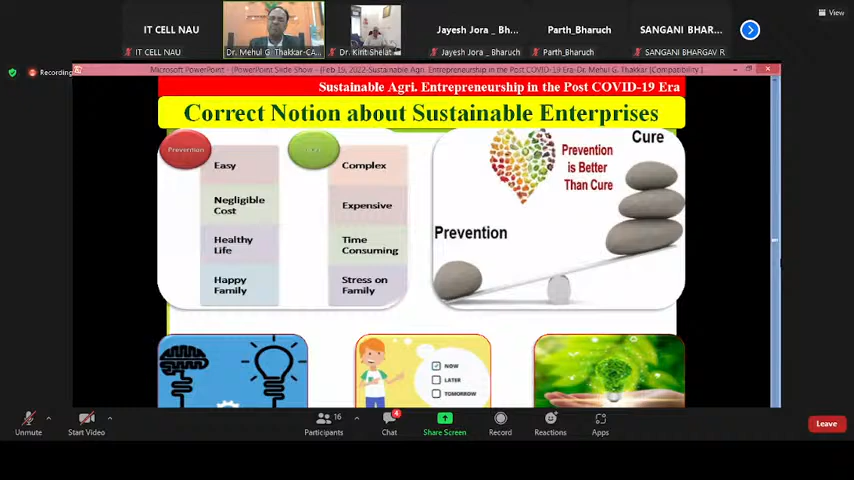 IT CELL NAU
Jayesh Jora _ Bh...
Parth_Bharuch
SANGANI BHAR...
View
IT CELL NAU
Dr. Mehul G. Thakkar-CA...
Dr. Kirit Shelat
Jayesh Jora _ Bharuch
Parth_Bharuch
SANGANI BHARGAV R
Recording
Microsoft PowerPoint - [PowerPoint Slide Show - [Feb 19, 2022-Sustainable Agri. Entrepreneurship in the Post COVID-19 Era-Dr. Mehul G. Thakkar [Compatibility ]
Sustainable Agri. Entrepreneurship in the Post COVID-19 Era
Correct Notion about Sustainable Enterprises
Prevention
Easy
Negligible
Cost
Healthy
Life
Happy
Family
Complex
Expensive
Time
Consuming
Stress on
Family
Cure
Prevention
is Better
Than Cure
Prevention
NOW
LATER
TOMORROW
Unmute
Start Video
16
Participants
4
Chat
Share Screen
Record
Reactions
Apps
Leave